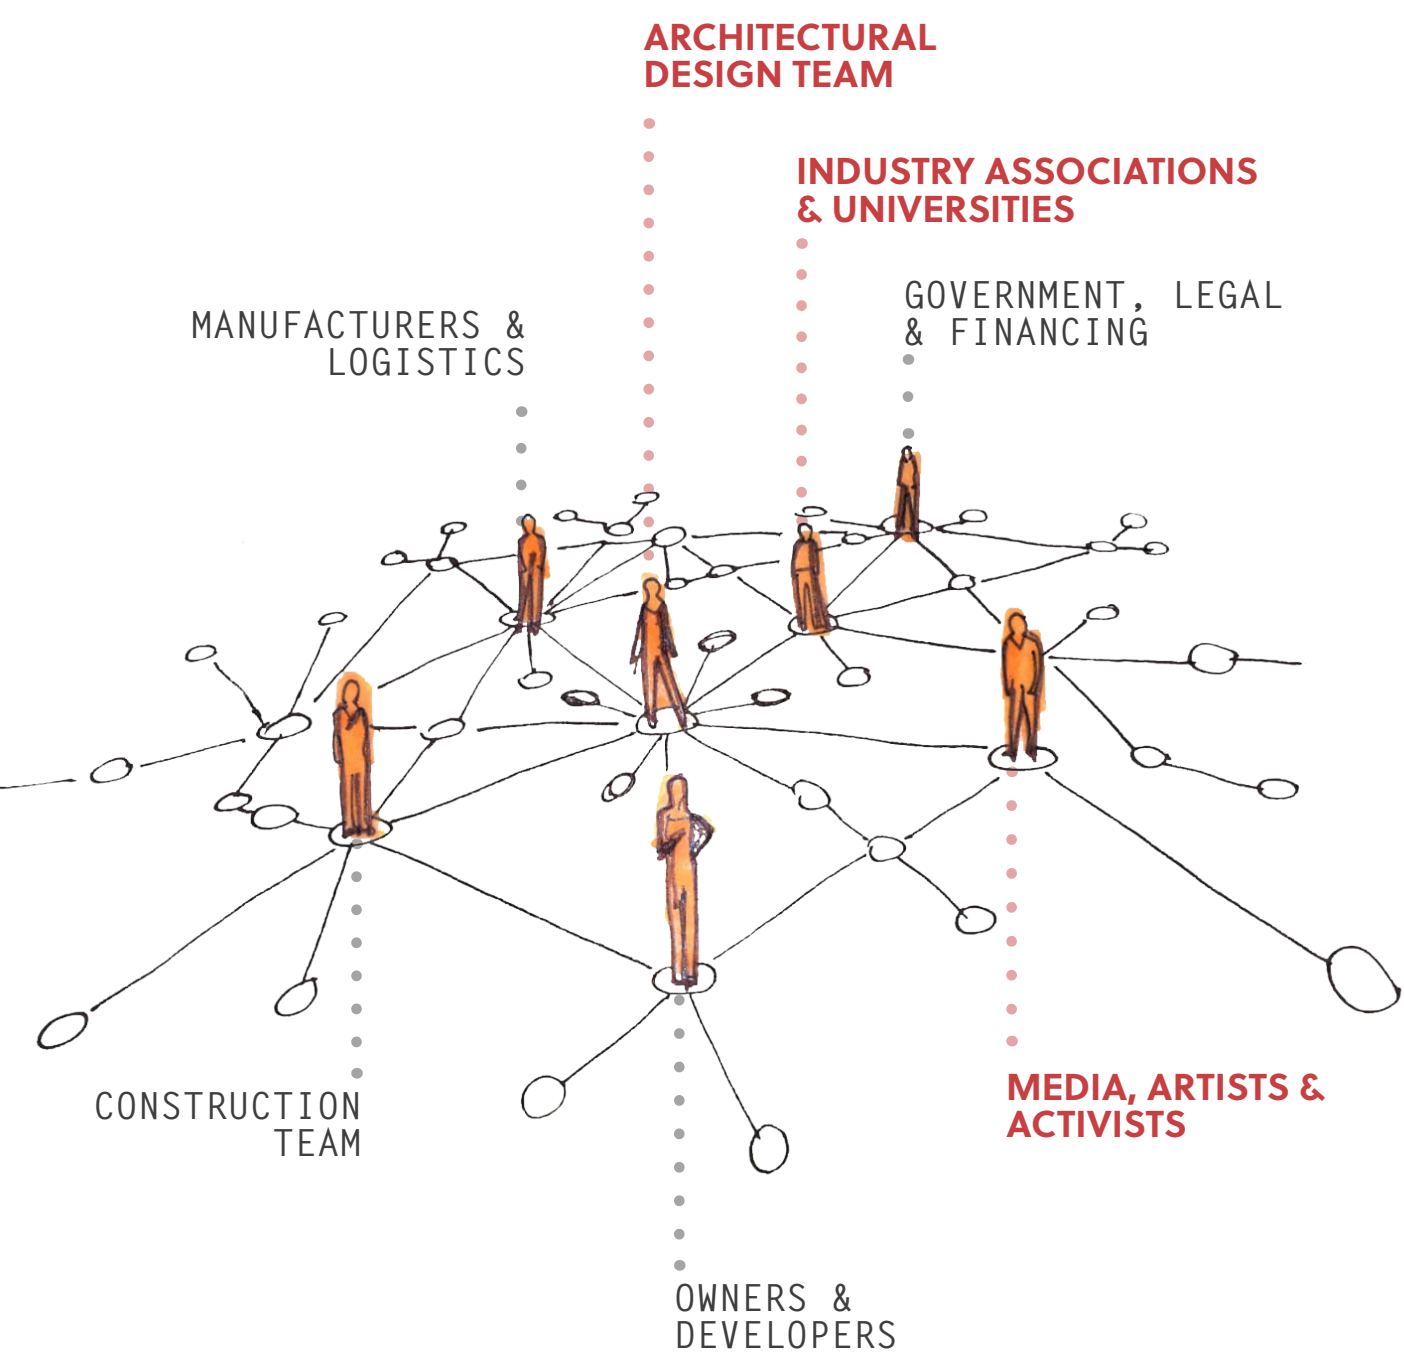 ARCHITECTURAL
DESIGN TEAM
INDUSTRY ASSOCIATIONS
& UNIVERSITIES
GOVERNMENT, LEGAL
& FINANCING
MANUFACTURERS &
LOGISTICS
CONSTRUCTION
TEAM
MEDIA, ARTISTS &
ACTIVISTS
OWNERS &
DEVELOPERS